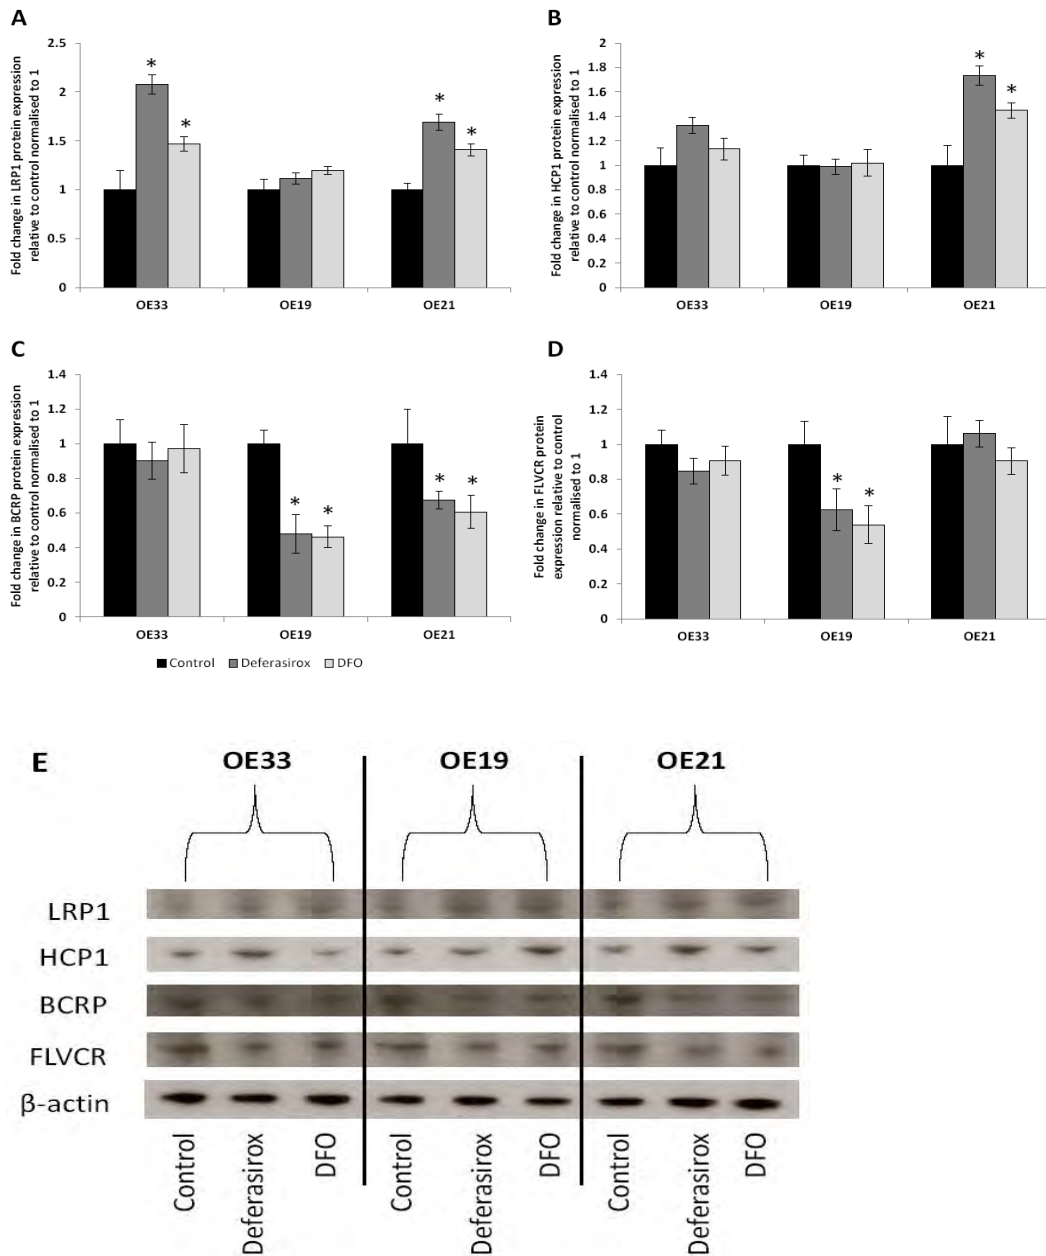 A
Fold change in LRP1 protein expression
relative to control normalised to 1
2.5
2
1.5
1
0.5
0
*
*
*
*
OE33 OE19 OE21
B
Fold change in HCP1 protein expression
relative to control normalised to 1
2
1.8
1.6
1.4
1.2
1
0.8
0.6
0.4
0.2
0
*
*
OE33 OE19 OE21
C
Fold change in BCRP protein expression
relative to control normalised to 1
1.4
1.2
1
0.8
0.6
0.4
0.2
0
* *
* *
OE33 OE19 OE21
Control Deferasirox DFO
D
Fold change in FLVCR protein
expression relative to control
normalised to 1
1.4
1.2
1
0.8
0.6
0.4
0.2
0
*
*
OE33 OE19 OE21
E
OE33 OE19 OE21
LRP1
HCP1
BCRP
FLVCR
β-actin
Control Deferasirox DFO Control Deferasirox DFO Control Deferasirox DFO